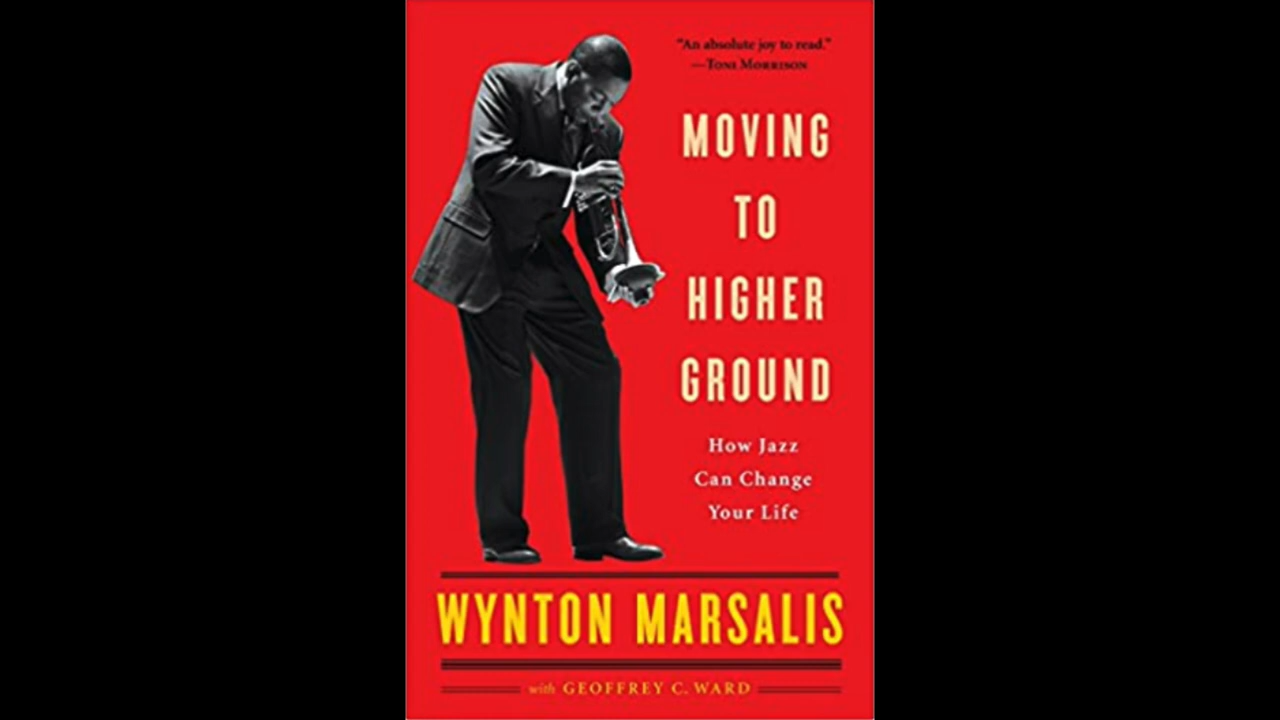 "An absolute joy to read."
—Toni Morrison
MOVING
TO
HIGHER
GROUND
How Jazz
Can Change
Your Life
WYNTON MARSALIS
with GEOFFREY C. WARD